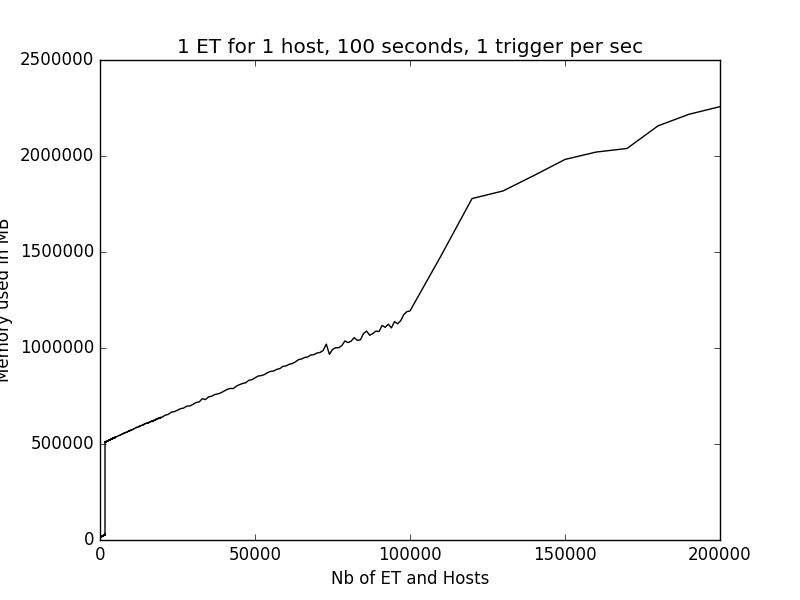 1 ET for 1 host, 100 seconds, 1 trigger per sec
2500000
2000000
1500000
1000000
500000
0
Memory used in MB
0 50000 100000 150000 200000
Nb of ET and Hosts